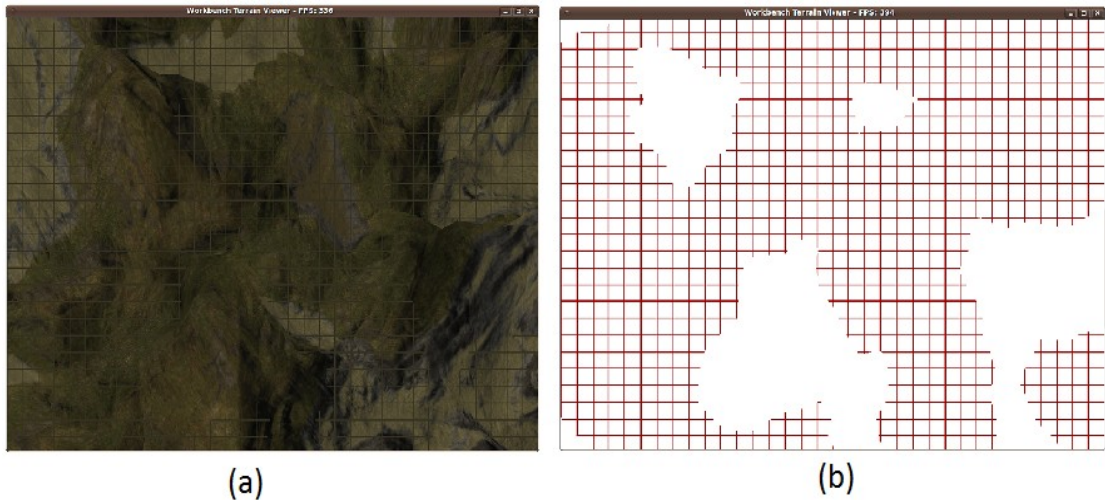 Workbench Terrain Viewer - FPS: 336
Workbench Terrain Viewer - FPS: 394
(a)
(b)